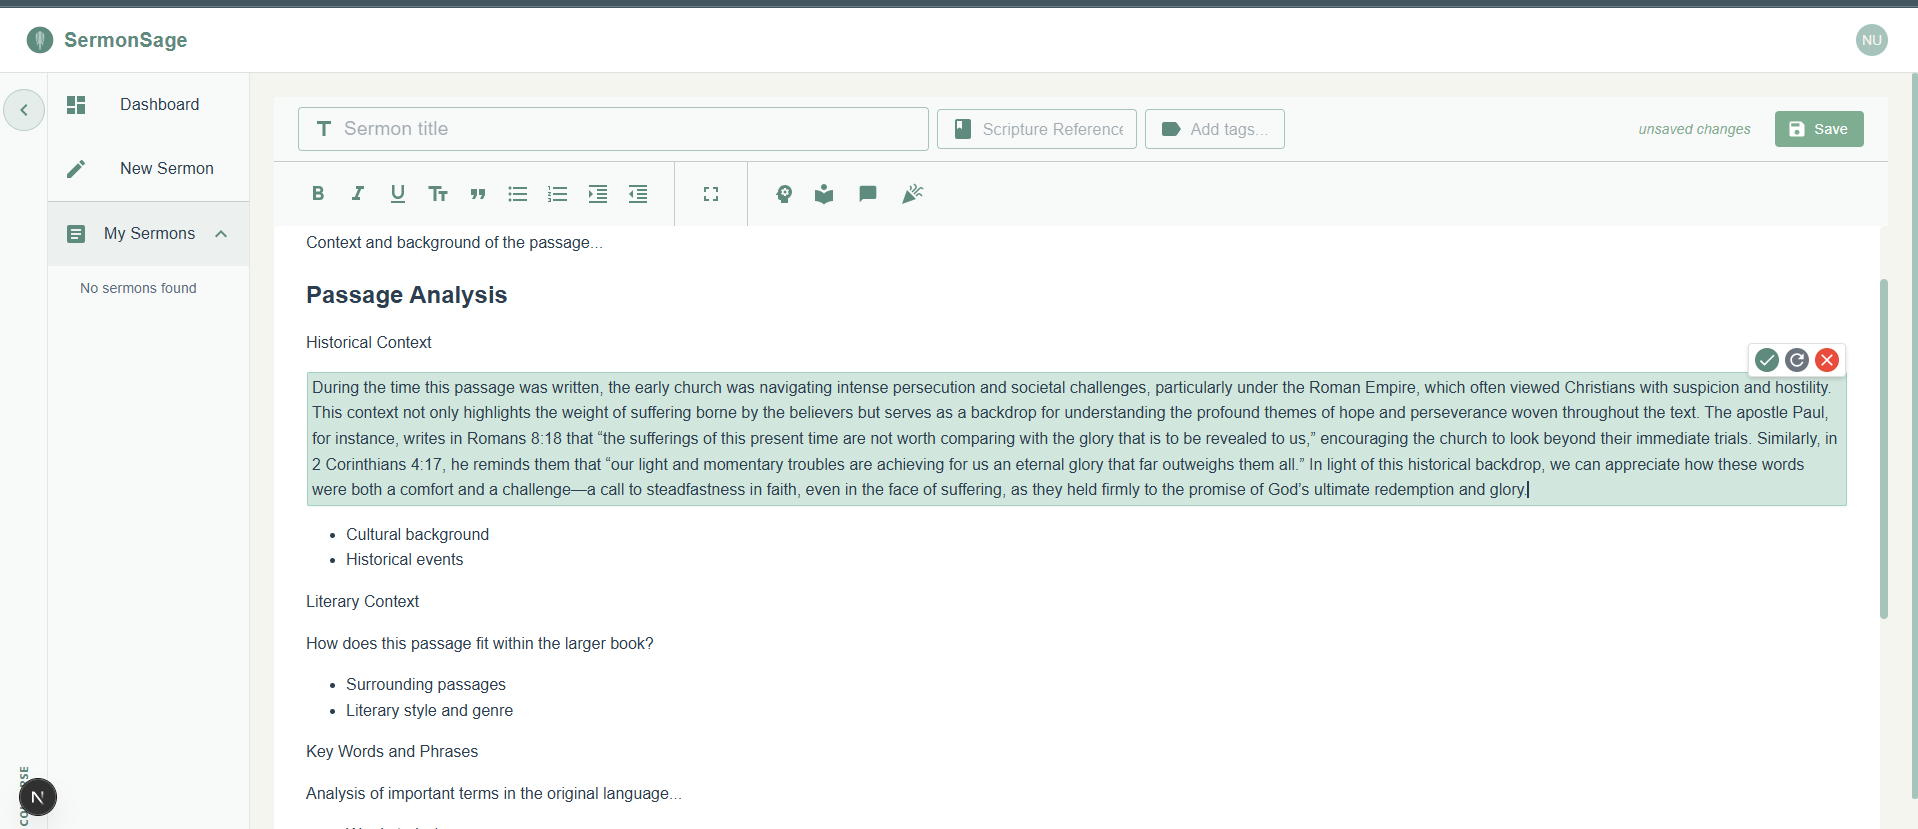 SermonSage
NU
Dashboard
New Sermon
My Sermons
No sermons found
Sermon title
Scripture Reference
Add tags...
unsaved changes
Save
Context and background of the passage...
Passage Analysis
Historical Context
During the time this passage was written, the early church was navigating intense persecution and societal challenges, particularly under the Roman Empire, which often viewed Christians with suspicion and hostility.
This context not only highlights the weight of suffering borne by the believers but serves as a backdrop for understanding the profound themes of hope and perseverance woven throughout the text. The apostle Paul,
for instance, writes in Romans 8:18 that “the sufferings of this present time are not worth comparing with the glory that is to be revealed to us,” encouraging the church to look beyond their immediate trials. Similarly, in
2 Corinthians 4:17, he reminds them that “our light and momentary troubles are achieving for us an eternal glory that far outweighs them all.” In light of this historical backdrop, we can appreciate how these words
were both a comfort and a challenge—a call to steadfastness in faith, even in the face of suffering, as they held firmly to the promise of God’s ultimate redemption and glory.
• Cultural background
• Historical events
Literary Context
How does this passage fit within the larger book?
• Surrounding passages
• Literary style and genre
Key Words and Phrases
Analysis of important terms in the original language...
N